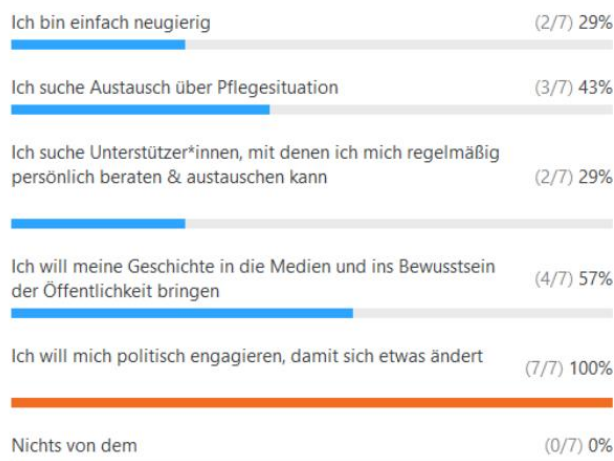 Ich bin einfach neugierig (2/7) 29%
Ich suche Austausch über Pflegesituation (3/7) 43%
Ich suche Unterstützer*innen, mit denen ich mich regelmäßig
persönlich beraten & austauschen kann (2/7) 29%
Ich will meine Geschichte in die Medien und ins Bewusstsein
der Öffentlichkeit bringen (4/7) 57%
Ich will mich politisch engagieren, damit sich etwas ändert (7/7) 100%
Nichts von dem (0/7) 0%